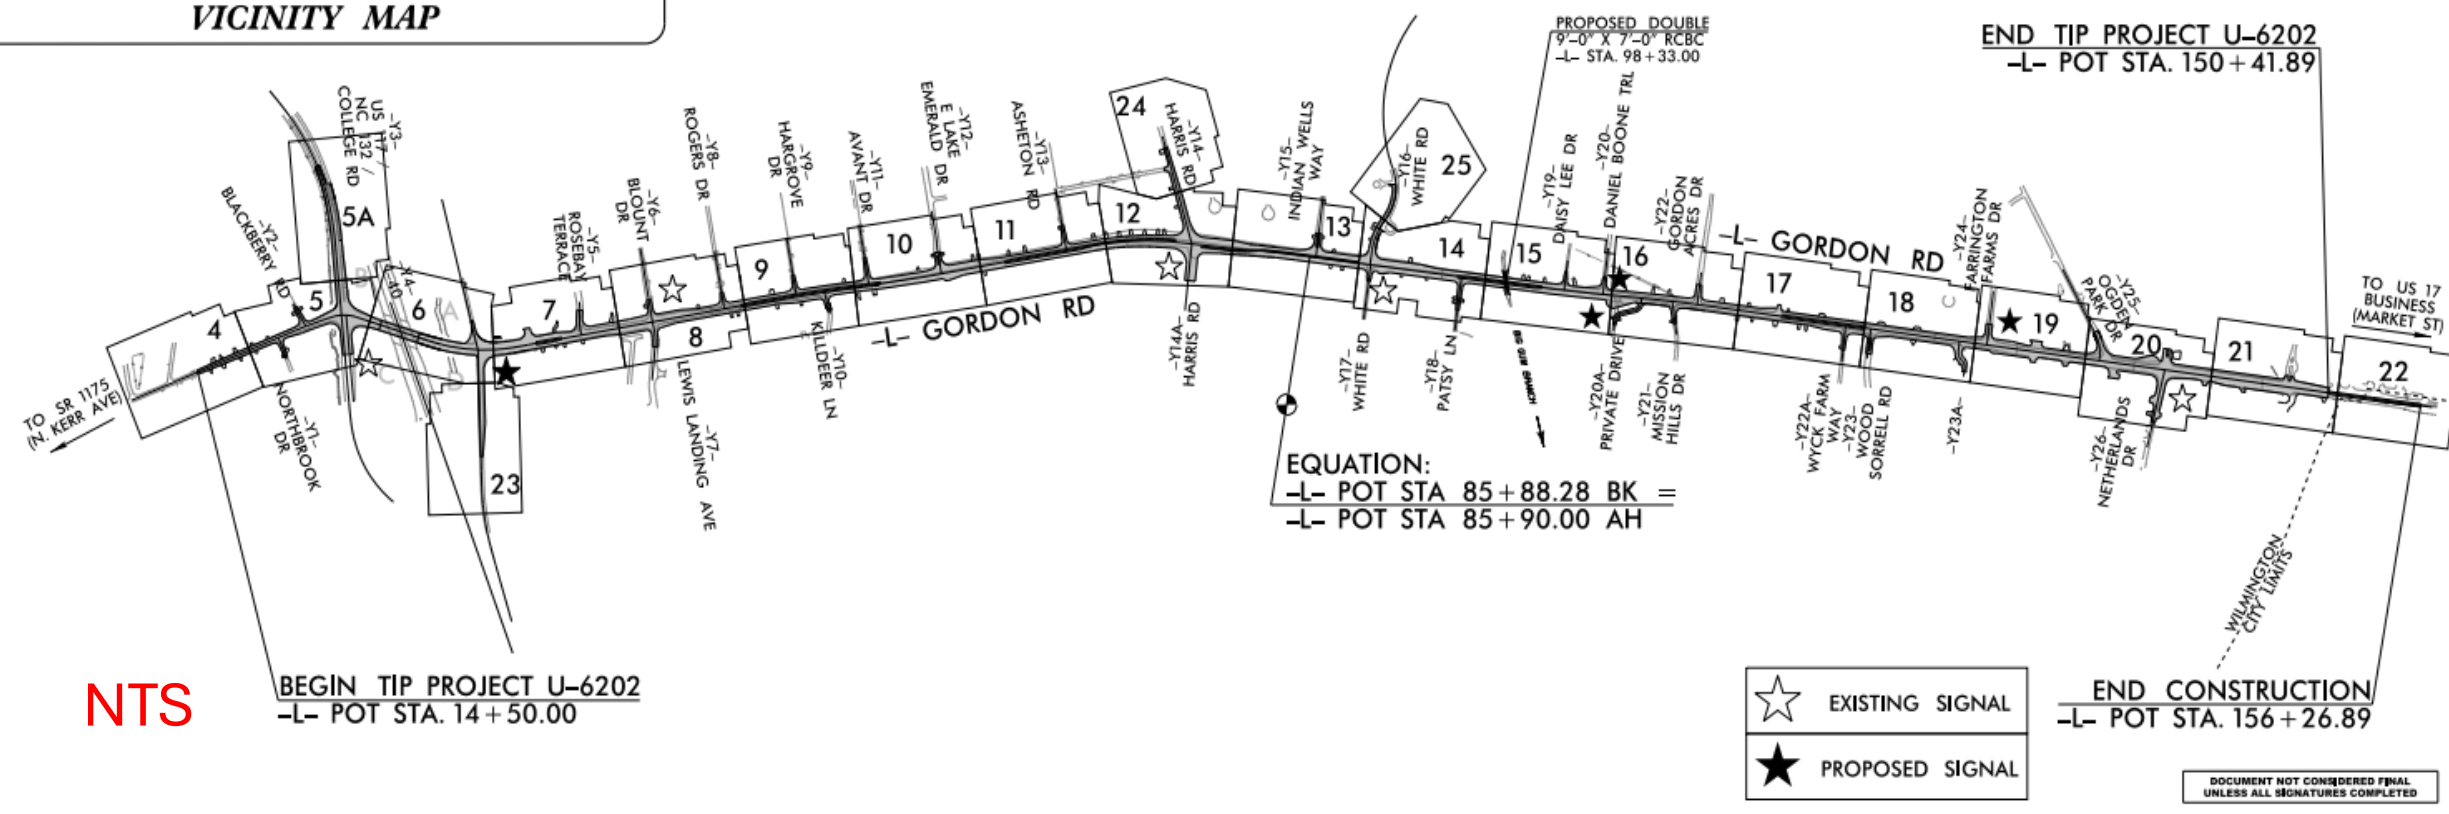 VICINITY MAP
PROPOSED DOUBLE
9'-0" X 7'-0" RCBC
-L- STA. 98+33.00
END TIP PROJECT U-6202
-L- POT STA. 150+41.89
-Y3-
US 117 /
NC 132 /
COLLEGE RD
-Y2-
BLACKBERRY RD
5A
-Y4-
I-40
-Y5-
ROSEBAY
TERRACE
-Y6-
BLOUNT
DR
-Y8-
ROGERS DR
-Y9-
HARGROVE
DR
-Y11-
AVANT DR
-Y12-
E LAKE
EMERALD DR
-Y13-
ASHETON RD
24
-Y14-
HARRIS RD
-Y15-
INDIAN WELLS
WAY
-Y16-
WHITE RD
25
-Y19-
DAISY LEE DR
-Y20-
DANIEL BOONE TRL
-Y22-
GORDON
ACRES DR
-L- GORDON RD
-Y24-
FARRINGTON
FARMS DR
-Y25-
OGDEN
PARK DR
TO US 17
BUSINESS
(MARKET ST)
4
5
6
7
8
9
10
11
12
13
14
15
16
17
18
19
20
21
22
23
A
B
C
D
C
TO SR 1175
(N. KERR AVE)
-Y1-
NORTHBROOK
DR
-Y7-
LEWIS LANDING AVE
-Y10-
KILLDEER LN
-L- GORDON RD
-Y14A-
HARRIS RD
-Y17-
WHITE RD
-Y18-
PATSY LN
BIG GUM BRANCH
-Y20A-
PRIVATE DRIVE
-Y21-
MISSION
HILLS DR
-Y22A-
WYCK FARM
WAY
-Y23-
WOOD
SORRELL RD
-Y23A-
-Y26-
NETHERLANDS
DR
WILMINGTON
CITY LIMITS
EQUATION:
-L- POT STA 85+88.28 BK =
-L- POT STA 85+90.00 AH
NTS
BEGIN TIP PROJECT U-6202
-L- POT STA. 14+50.00
EXISTING SIGNAL
PROPOSED SIGNAL
END CONSTRUCTION
-L- POT STA. 156+26.89
DOCUMENT NOT CONSIDERED FINAL
UNLESS ALL SIGNATURES COMPLETED